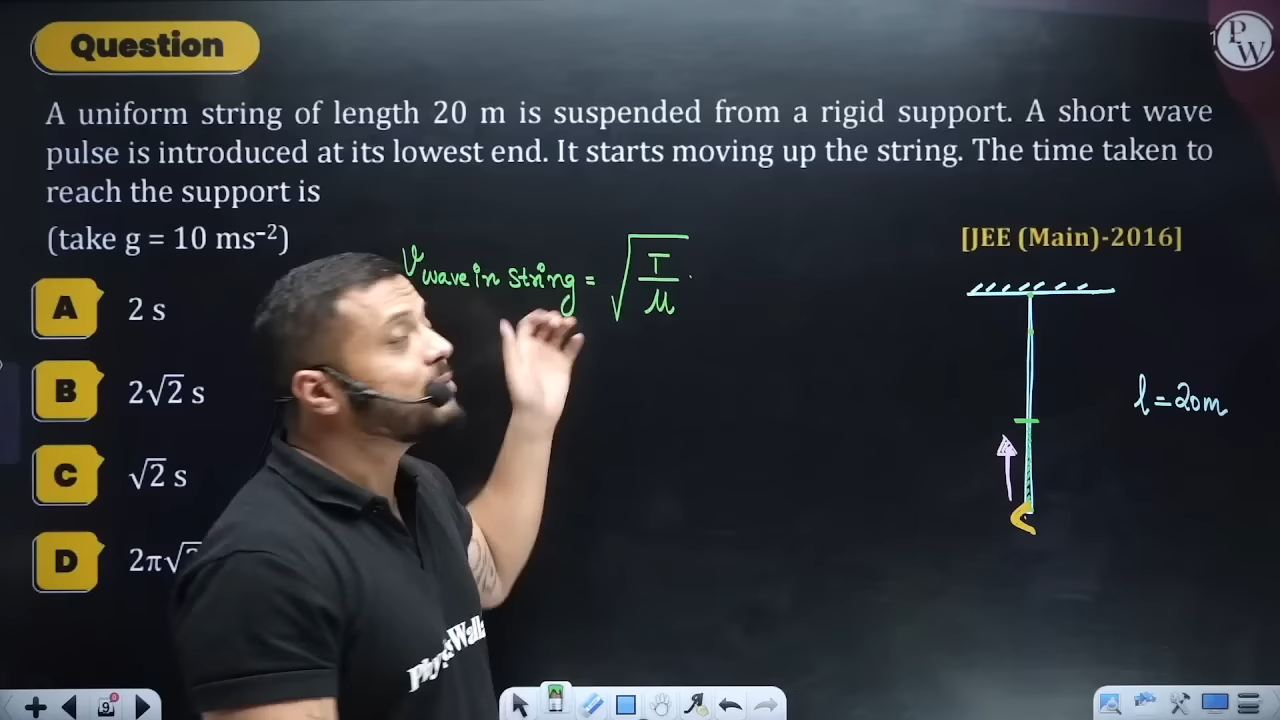 Question
A uniform string of length 20 m is suspended from a rigid support. A short wave
pulse is introduced at its lowest end. It starts moving up the string. The time taken to
reach the support is
(take g = 10 ms⁻²)
[JEE (Main)-2016]
V wave in string = √(T/μ)
A 2 s
B 2√2 s
C √2 s
D 2π√
l = 20m
PW
9